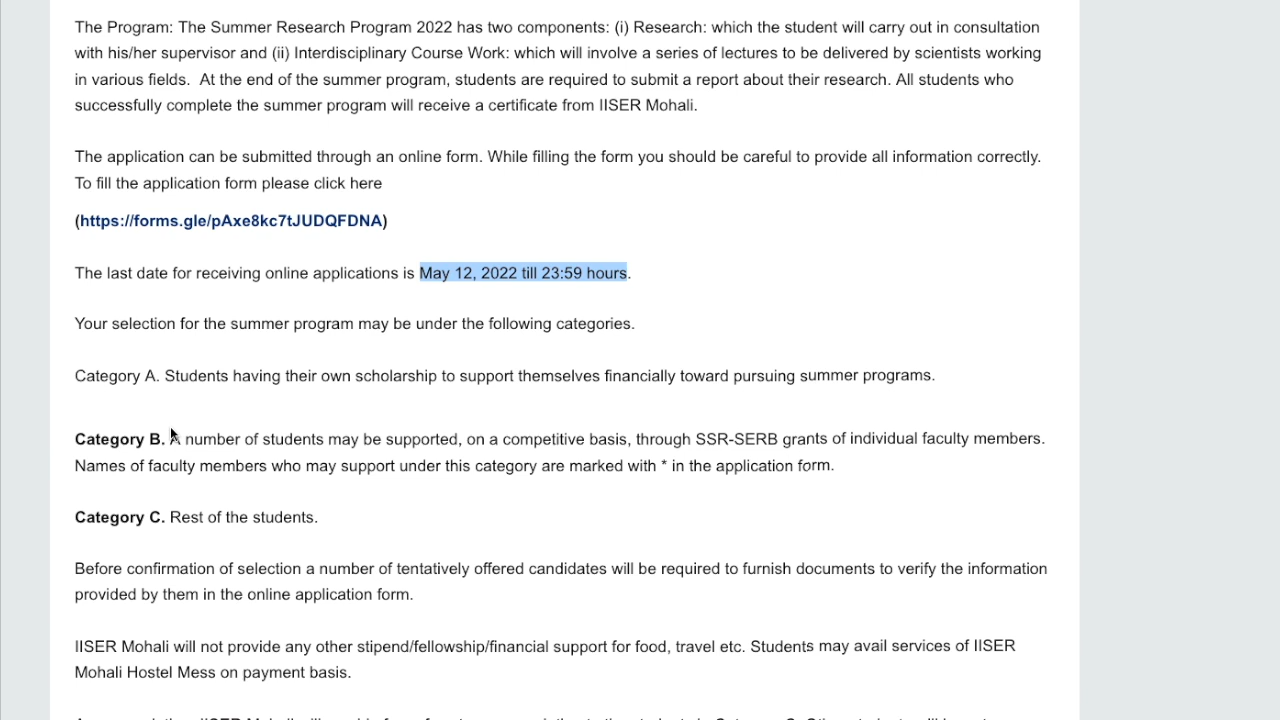 The Program: The Summer Research Program 2022 has two components: (i) Research: which the student will carry out in consultation
with his/her supervisor and (ii) Interdisciplinary Course Work: which will involve a series of lectures to be delivered by scientists working
in various fields.  At the end of the summer program, students are required to submit a report about their research. All students who
successfully complete the summer program will receive a certificate from IISER Mohali.
The application can be submitted through an online form. While filling the form you should be careful to provide all information correctly.
To fill the application form please click here
(https://forms.gle/pAxe8kc7tJUDQFDNA)
The last date for receiving online applications is May 12, 2022 till 23:59 hours.
Your selection for the summer program may be under the following categories.
Category A. Students having their own scholarship to support themselves financially toward pursuing summer programs.
Category B. A number of students may be supported, on a competitive basis, through SSR-SERB grants of individual faculty members.
Names of faculty members who may support under this category are marked with * in the application form.
Category C. Rest of the students.
Before confirmation of selection a number of tentatively offered candidates will be required to furnish documents to verify the information
provided by them in the online application form.
IISER Mohali will not provide any other stipend/fellowship/financial support for food, travel etc. Students may avail services of IISER
Mohali Hostel Mess on payment basis.